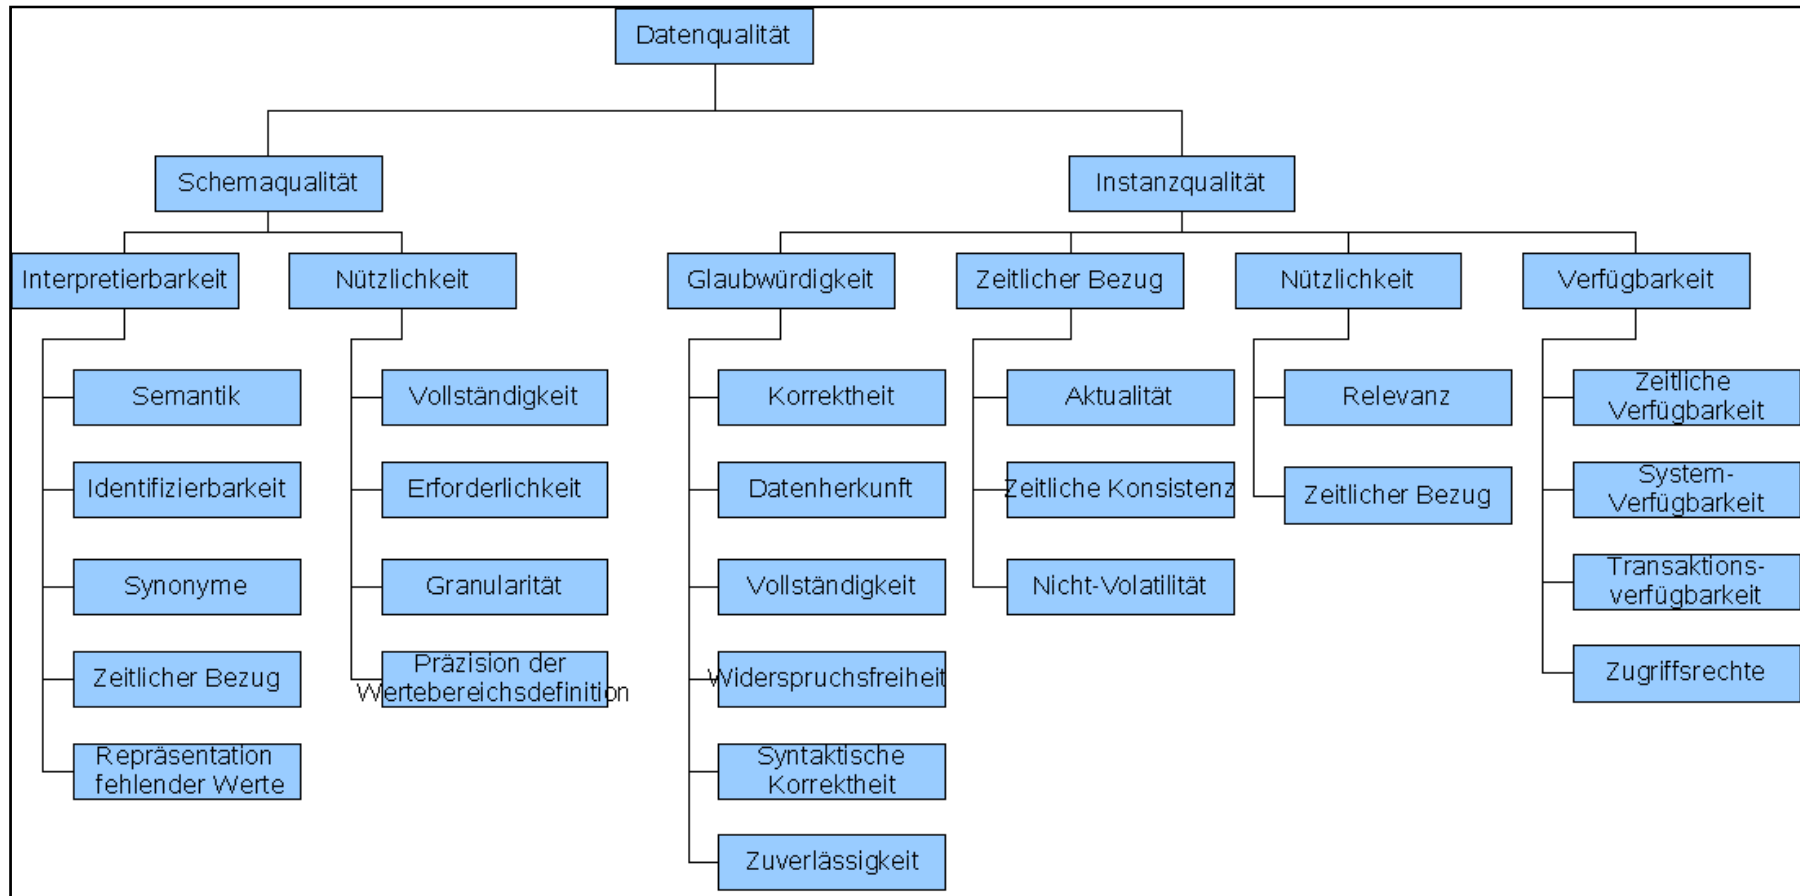 Datenqualität
Schemaqualität
Instanzqualität
Interpretierbarkeit
Nützlichkeit
Glaubwürdigkeit
Zeitlicher Bezug
Nützlichkeit
Verfügbarkeit
Semantik
Identifizierbarkeit
Synonyme
Zeitlicher Bezug
Repräsentation
fehlender Werte
Vollständigkeit
Erforderlichkeit
Granularität
Präzision der
Wertebereichsdefinition
Korrektheit
Datenherkunft
Vollständigkeit
Widerspruchsfreiheit
Syntaktische
Korrektheit
Zuverlässigkeit
Aktualität
Zeitliche Konsistenz
Nicht-Volatilität
Relevanz
Zeitlicher Bezug
Zeitliche
Verfügbarkeit
System-
Verfügbarkeit
Transaktions-
verfügbarkeit
Zugriffsrechte